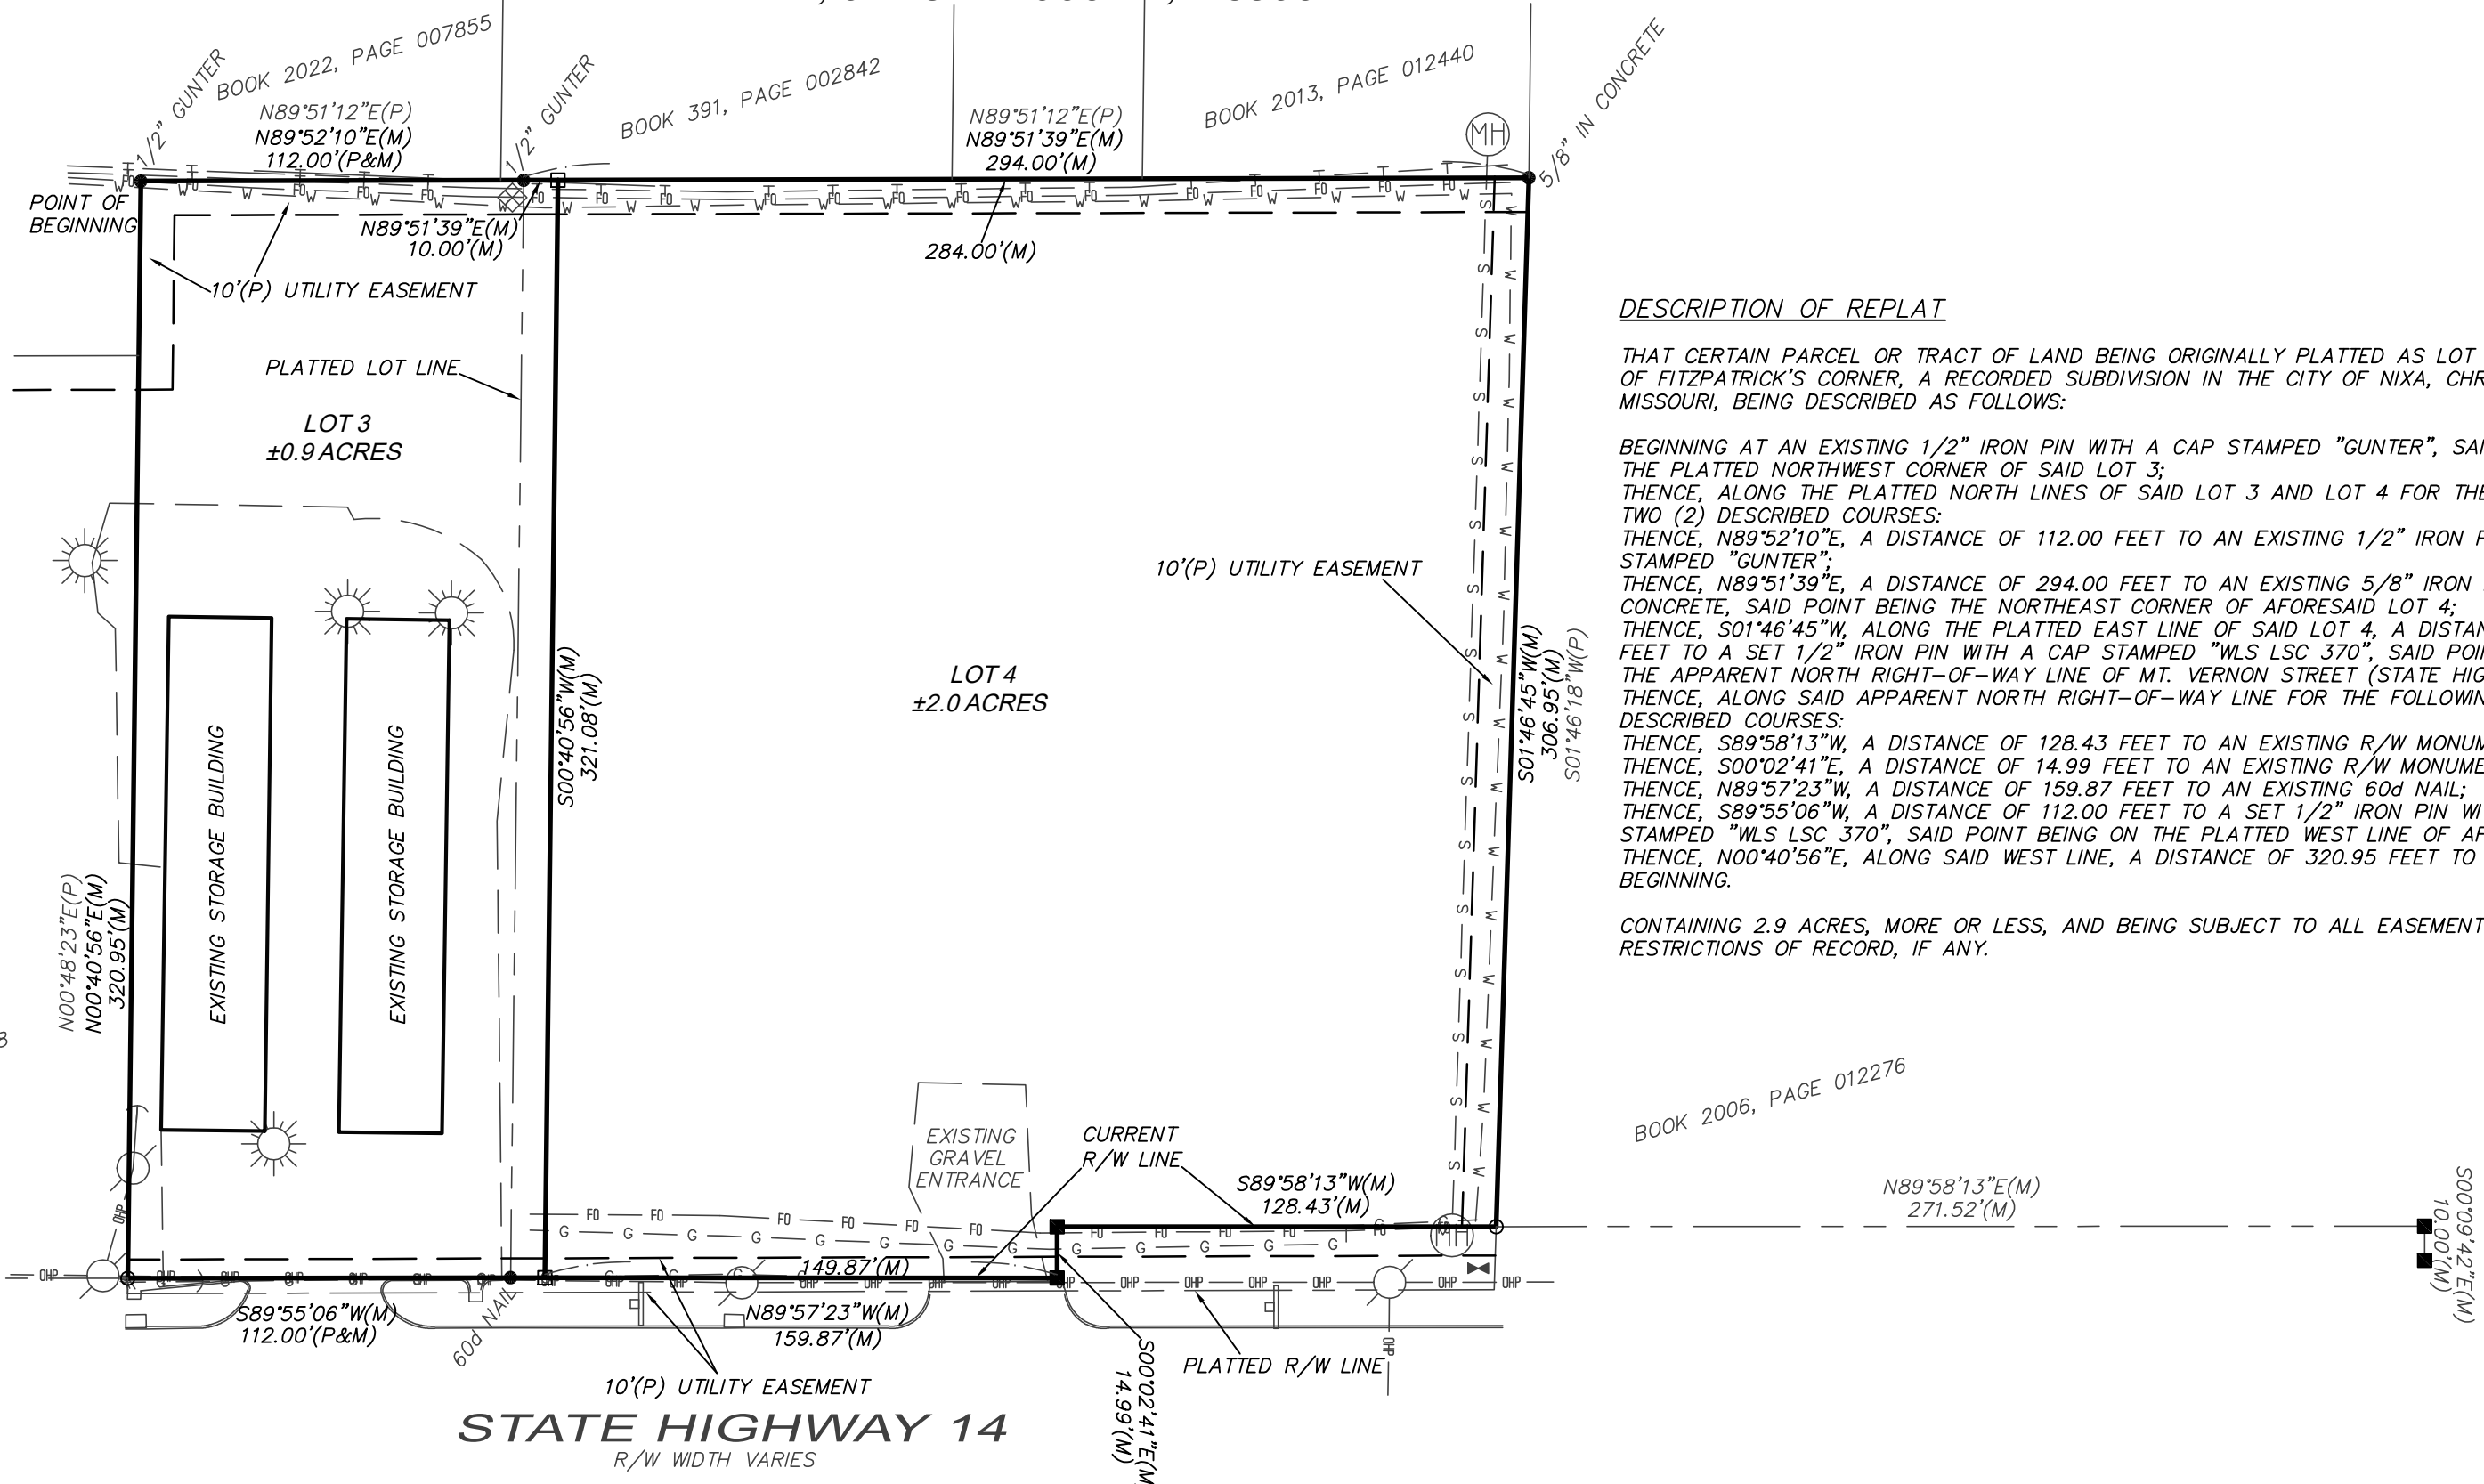 BOOK 2022, PAGE 007855
1/2" GUNTER
N89°51'12"E(P)
N89°52'10"E(M)
112.00'(P&M)
1/2" GUNTER
BOOK 391, PAGE 002842
N89°51'12"E(P)
N89°51'39"E(M)
294.00'(M)
BOOK 2013, PAGE 012440
MH
5/8" IN CONCRETE
POINT OF
BEGINNING
N89°51'39"E(M)
10.00'(M)
284.00'(M)
10'(P) UTILITY EASEMENT
PLATTED LOT LINE
LOT 3
±0.9 ACRES
10'(P) UTILITY EASEMENT
LOT 4
±2.0 ACRES
S00°40'56"W(M)
321.08'(M)
S01°46'45"W(M)
306.95'(M)
S01°46'18"W(P)
EXISTING STORAGE BUILDING
EXISTING STORAGE BUILDING
N00°48'23"E(P)
N00°40'56"E(M)
320.95'(M)
DESCRIPTION OF REPLAT
THAT CERTAIN PARCEL OR TRACT OF LAND BEING ORIGINALLY PLATTED AS LOT
OF FITZPATRICK'S CORNER, A RECORDED SUBDIVISION IN THE CITY OF NIXA, CHR
MISSOURI, BEING DESCRIBED AS FOLLOWS:
BEGINNING AT AN EXISTING 1/2" IRON PIN WITH A CAP STAMPED "GUNTER", SAI
THE PLATTED NORTHWEST CORNER OF SAID LOT 3;
THENCE, ALONG THE PLATTED NORTH LINES OF SAID LOT 3 AND LOT 4 FOR THE
TWO (2) DESCRIBED COURSES:
THENCE, N89°52'10"E, A DISTANCE OF 112.00 FEET TO AN EXISTING 1/2" IRON P
STAMPED "GUNTER";
THENCE, N89°51'39"E, A DISTANCE OF 294.00 FEET TO AN EXISTING 5/8" IRON
CONCRETE, SAID POINT BEING THE NORTHEAST CORNER OF AFORESAID LOT 4;
THENCE, S01°46'45"W, ALONG THE PLATTED EAST LINE OF SAID LOT 4, A DISTAN
FEET TO A SET 1/2" IRON PIN WITH A CAP STAMPED "WLS LSC 370", SAID POI
THE APPARENT NORTH RIGHT-OF-WAY LINE OF MT. VERNON STREET (STATE HIG
THENCE, ALONG SAID APPARENT NORTH RIGHT-OF-WAY LINE FOR THE FOLLOWIN
DESCRIBED COURSES:
THENCE, S89°58'13"W, A DISTANCE OF 128.43 FEET TO AN EXISTING R/W MONUM
THENCE, S00°02'41"E, A DISTANCE OF 14.99 FEET TO AN EXISTING R/W MONUME
THENCE, N89°57'23"W, A DISTANCE OF 159.87 FEET TO AN EXISTING 60d NAIL;
THENCE, S89°55'06"W, A DISTANCE OF 112.00 FEET TO A SET 1/2" IRON PIN WI
STAMPED "WLS LSC 370", SAID POINT BEING ON THE PLATTED WEST LINE OF AF
THENCE, N00°40'56"E, ALONG SAID WEST LINE, A DISTANCE OF 320.95 FEET TO
BEGINNING.
CONTAINING 2.9 ACRES, MORE OR LESS, AND BEING SUBJECT TO ALL EASEMENT
RESTRICTIONS OF RECORD, IF ANY.
BOOK 2006, PAGE 012276
EXISTING
GRAVEL
ENTRANCE
CURRENT
R/W LINE
S89°58'13"W(M)
128.43'(M)
N89°58'13"E(M)
271.52'(M)
S00°09'42"E(M)
10.00'(M)
MH
149.87'(M)
S89°55'06"W(M)
112.00'(P&M)
60d NAIL
N89°57'23"W(M)
159.87'(M)
10'(P) UTILITY EASEMENT
S00°02'41"E(M
14.99'(M)
PLATTED R/W LINE
STATE HIGHWAY 14
R/W WIDTH VARIES